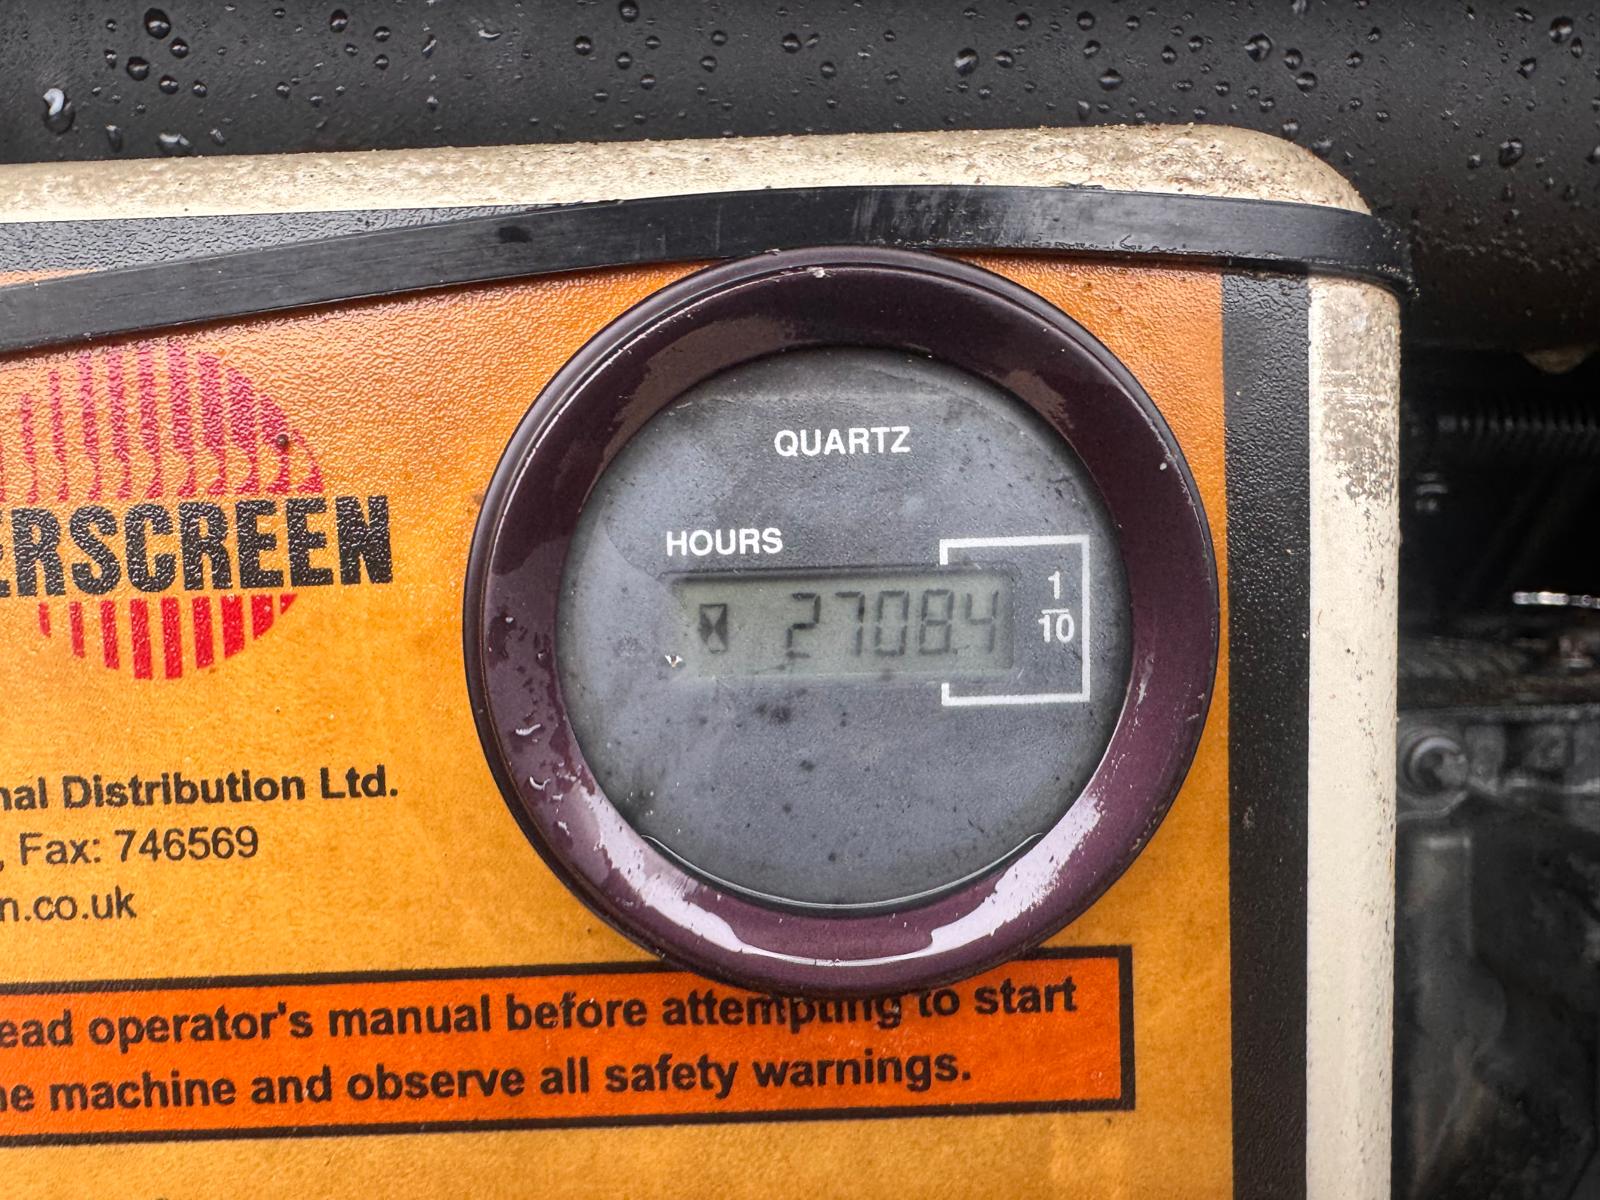 QUARTZ
HOURS
2708.4
1
10
ERSCREEN
nal Distribution Ltd.
, Fax: 746569
n.co.uk
ead operator's manual before attempting to start
he machine and observe all safety warnings.